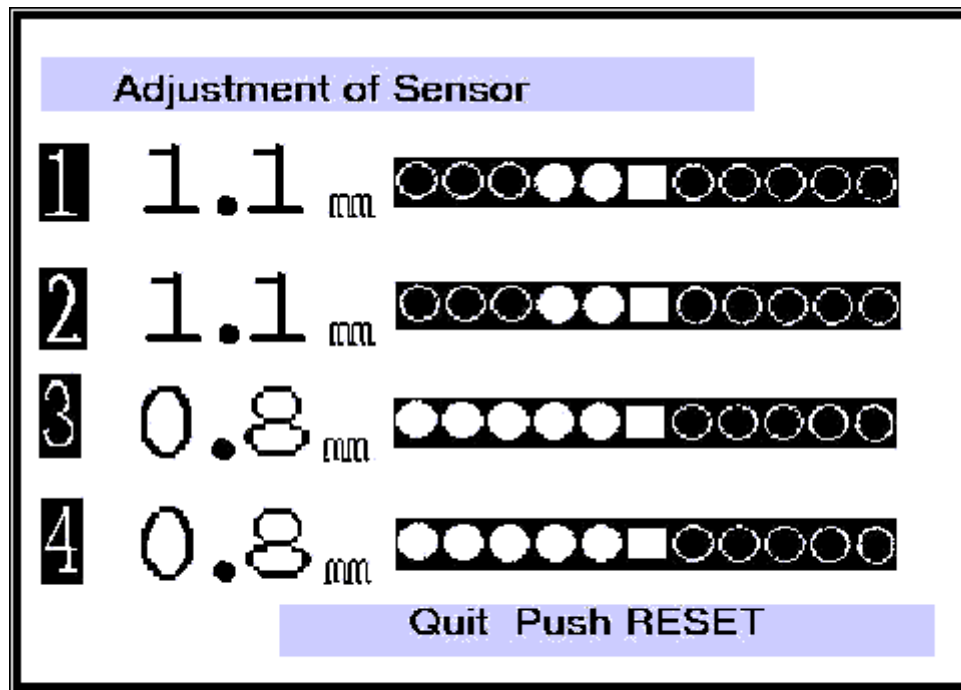 Adjustment of Sensor
1 1.1 mm
2 1.1 mm
3 0.8 mm
4 0.8 mm
Quit Push RESET